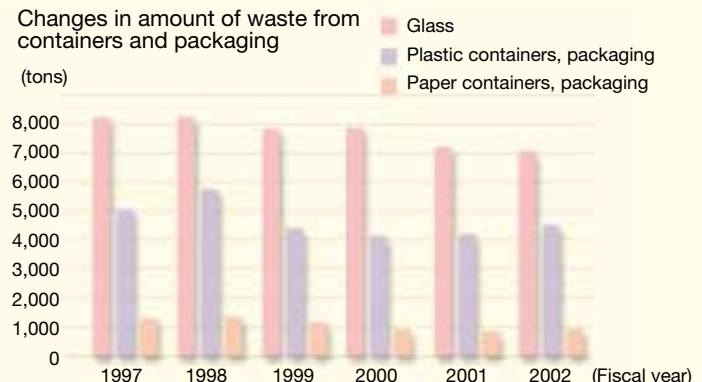 Changes in amount of waste from
containers and packaging
(tons)
Glass
Plastic containers, packaging
Paper containers, packaging
8,000
7,000
6,000
5,000
4,000
3,000
2,000
1,000
0
1997 1998 1999 2000 2001 2002 (Fiscal year)